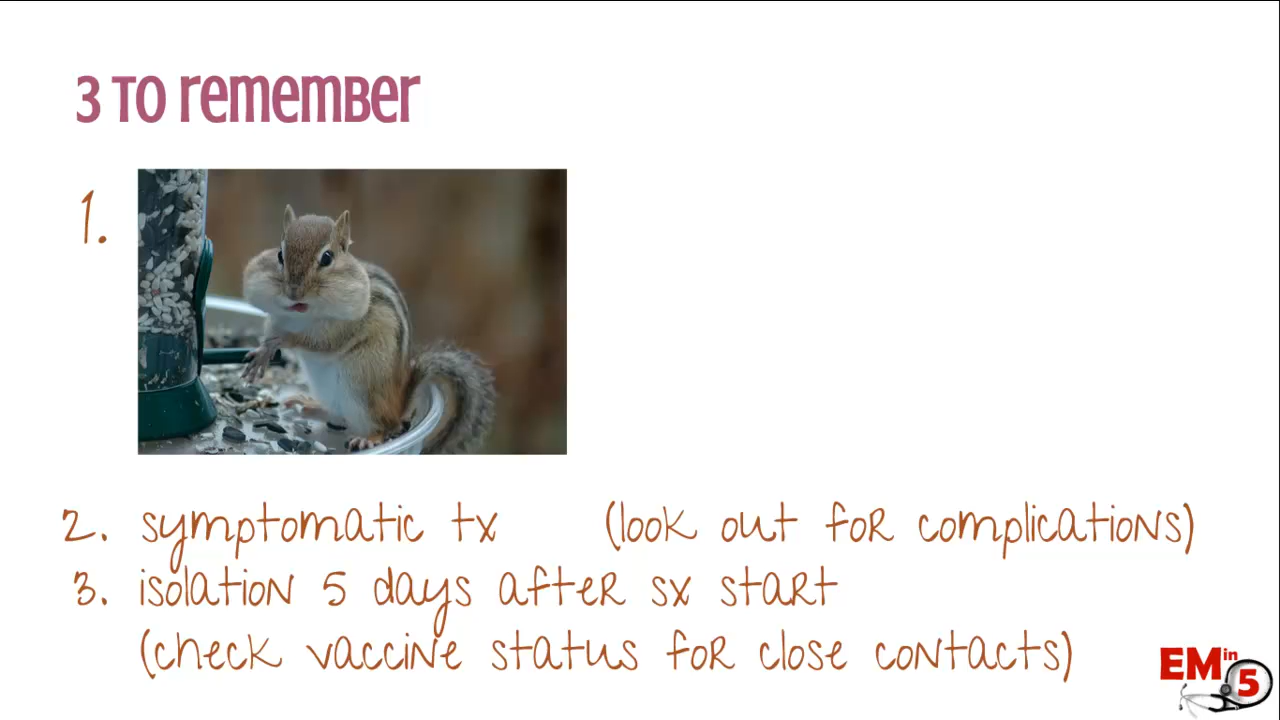 3 TO remember
1.
2. symptomatic tx (look out for complications)
3. isolation 5 days after sx start
(check vaccine status for close contacts)
EM in 5